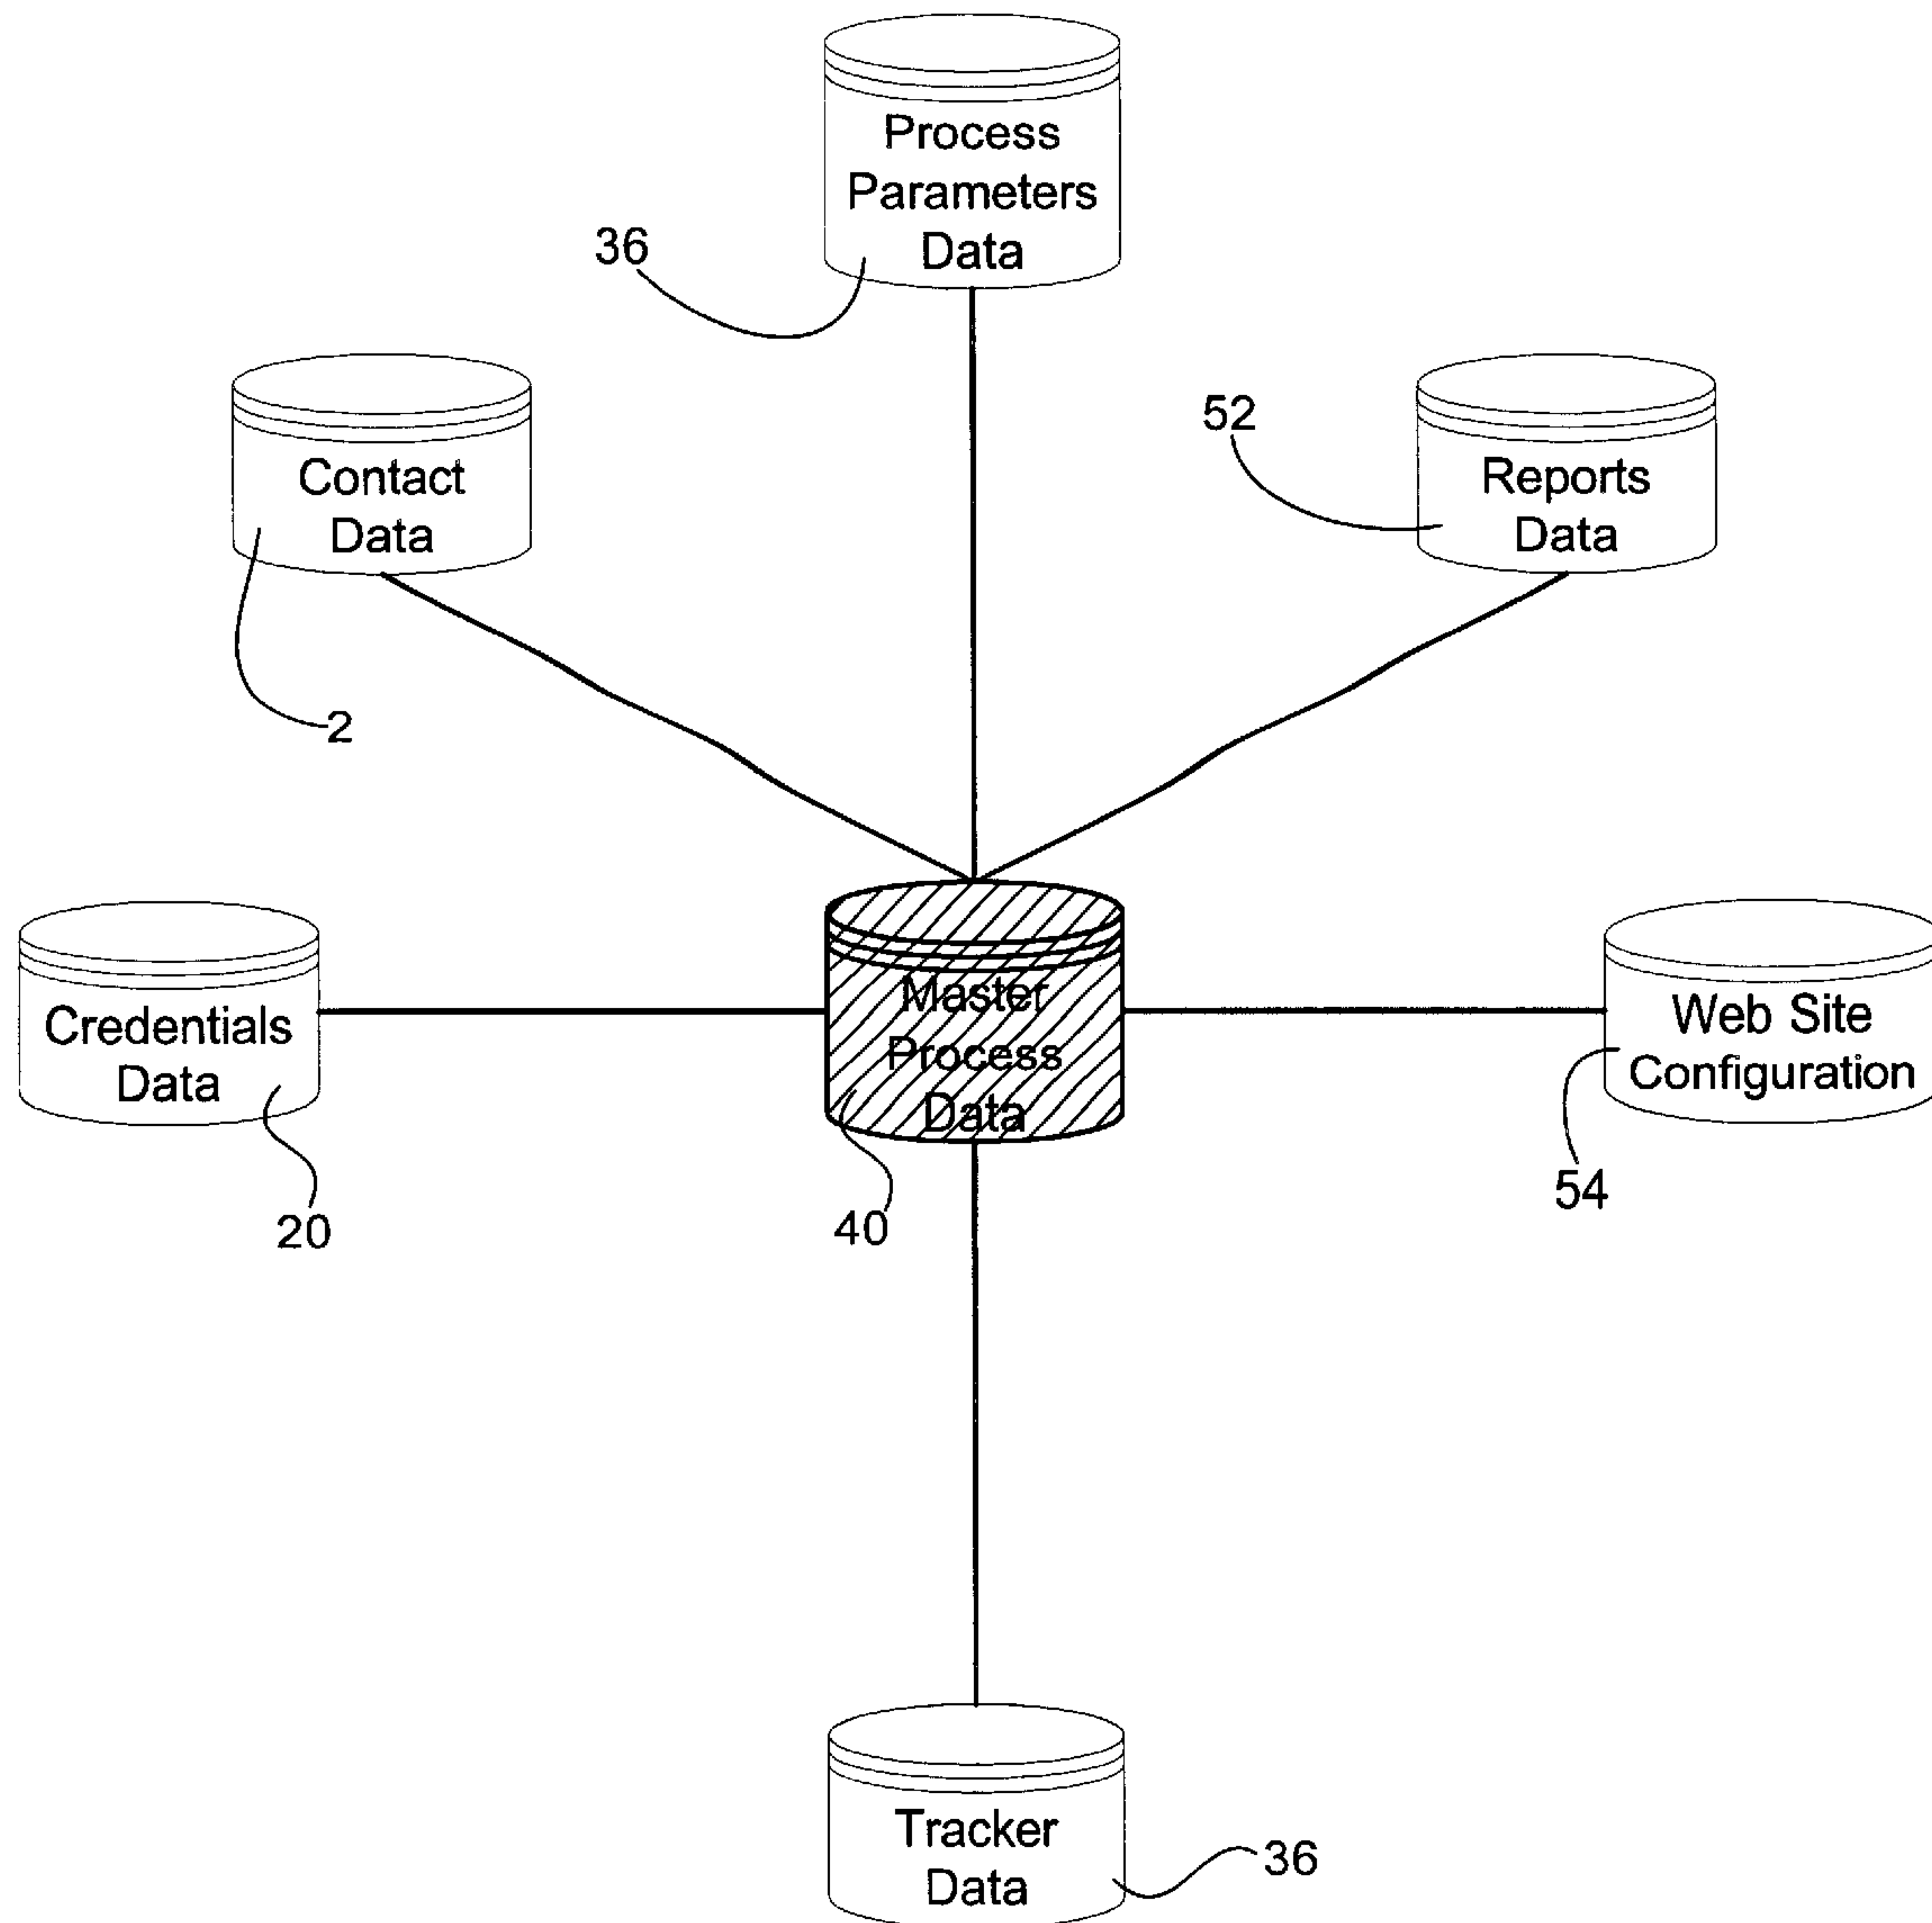 Process
Parameters
Data
36
Contact
Data
2
52
Reports
Data
Credentials
Data
20
Master
Process
Data
40
Web Site
Configuration
54
Tracker
Data
36